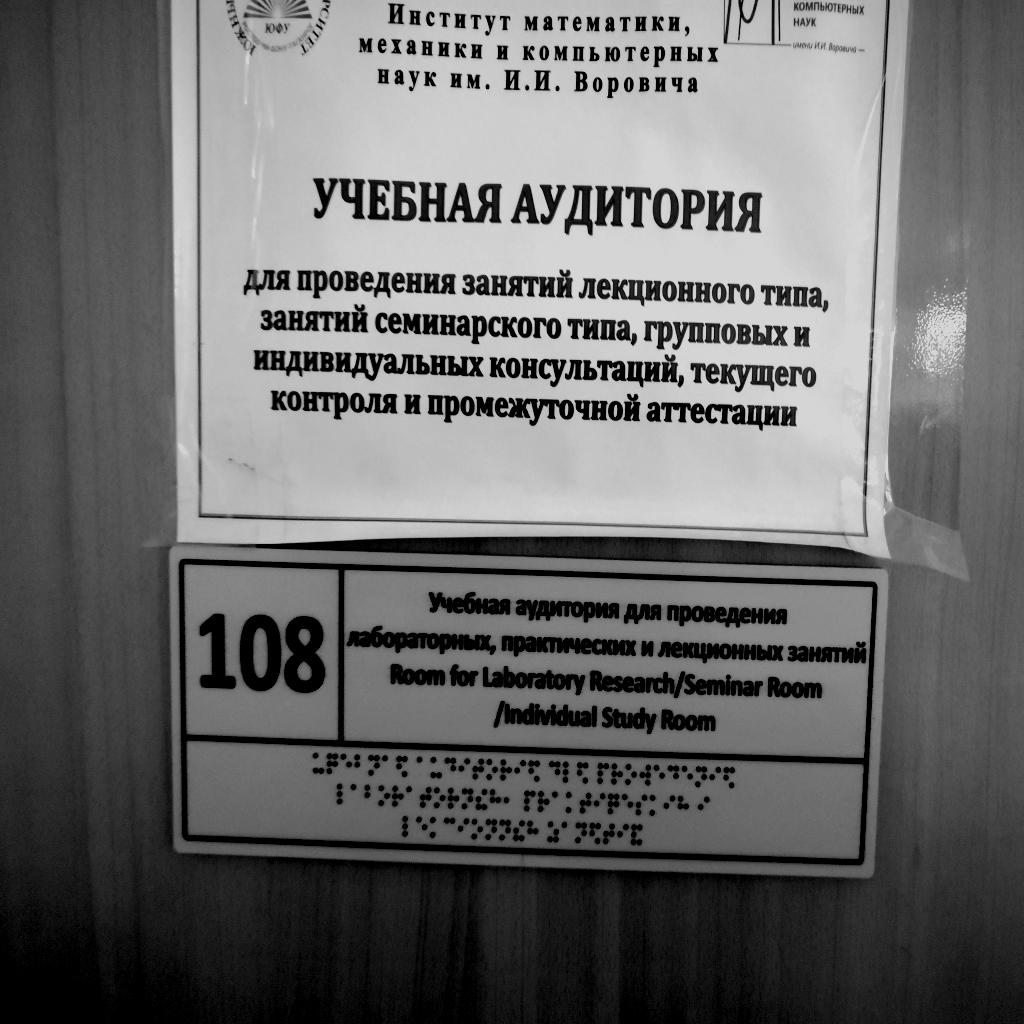 ЮФУ
Институт математики,
механики и компьютерных
наук им. И.И. Воровича
КОМПЬЮТЕРНЫХ
НАУК
имени И.И. Воровича
УЧЕБНАЯ АУДИТОРИЯ
для проведения занятий лекционного типа,
занятий семинарского типа, групповых и
индивидуальных консультаций, текущего
контроля и промежуточной аттестации
108
Учебная аудитория для проведения
лабораторных, практических и лекционных занятий
Room for Laboratory Research/Seminar Room
/Individual Study Room